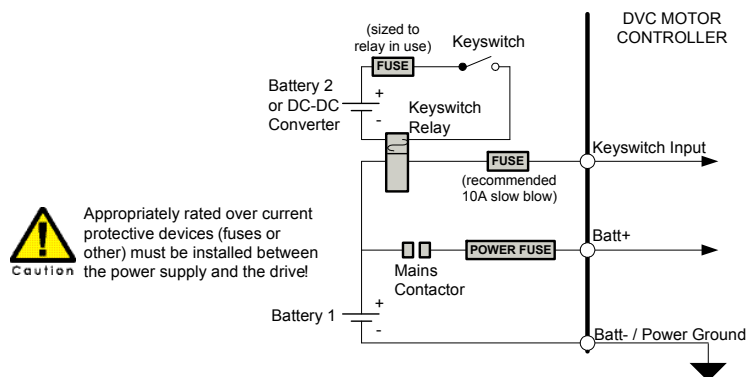 DVC MOTOR
CONTROLLER
(sized to
relay in use)
Keyswitch
FUSE
Battery 2
or DC-DC
Converter
+
-
Keyswitch
Relay
Keyswitch Input
FUSE
(recommended
10A slow blow)
Caution
Appropriately rated over current
protective devices (fuses or
other) must be installed between
the power supply and the drive!
Batt+
POWER FUSE
Mains
Contactor
Battery 1
+
-
Batt- / Power Ground